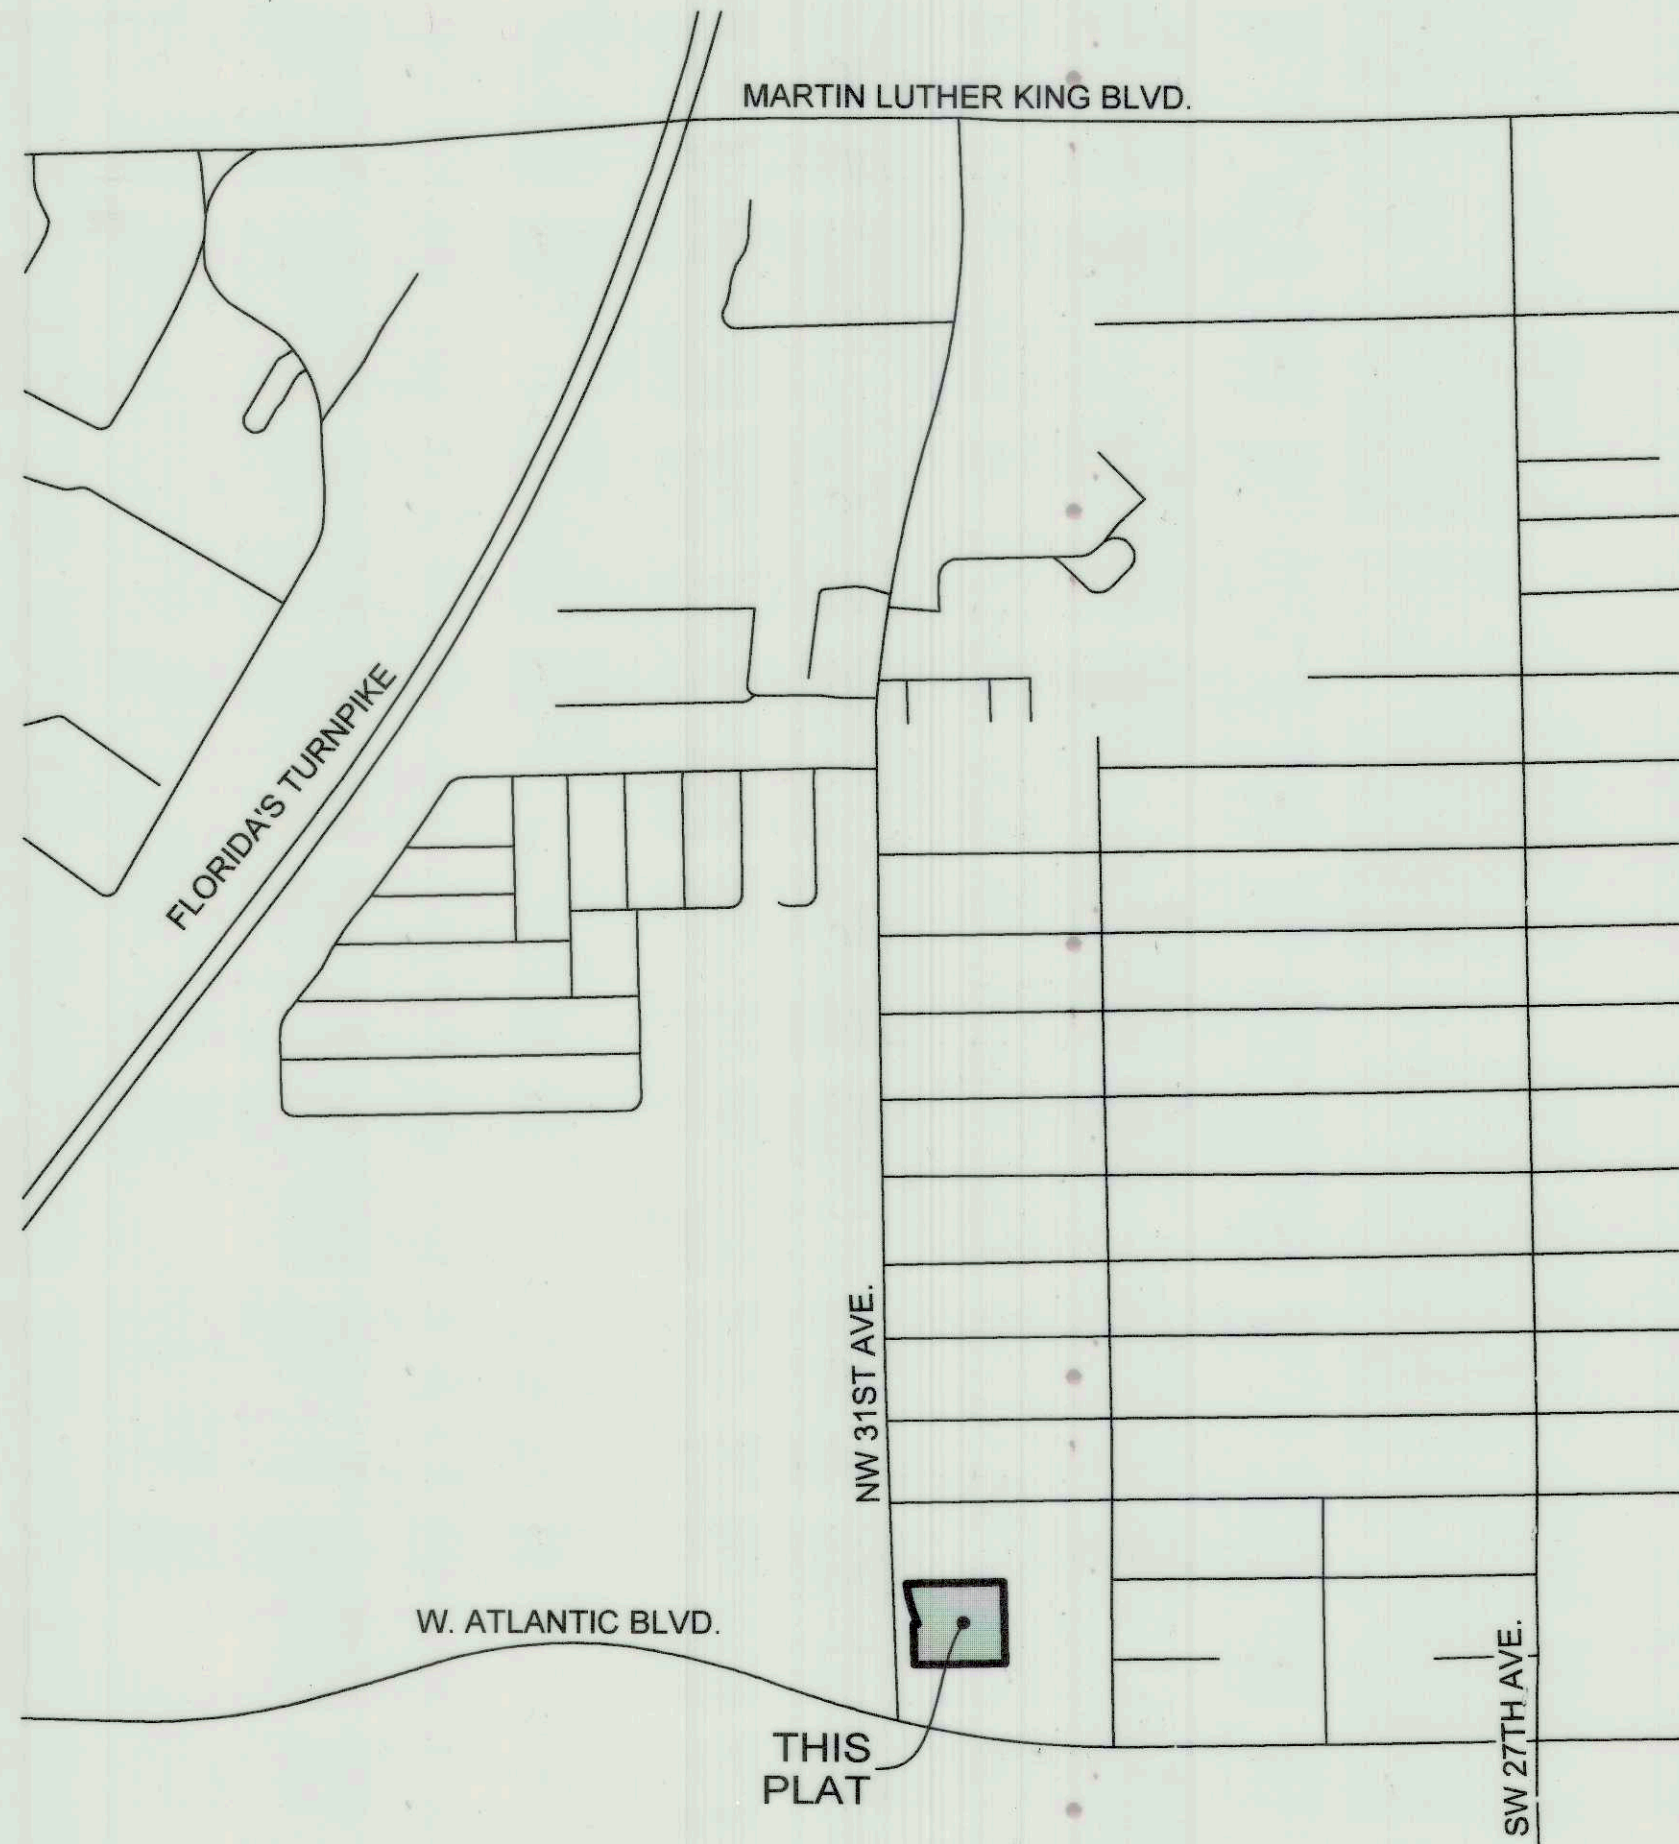 MARTIN LUTHER KING BLVD.
FLORIDA'S TURNPIKE
NW 31ST AVE.
W. ATLANTIC BLVD.
SW 27TH AVE.
THIS
PLAT